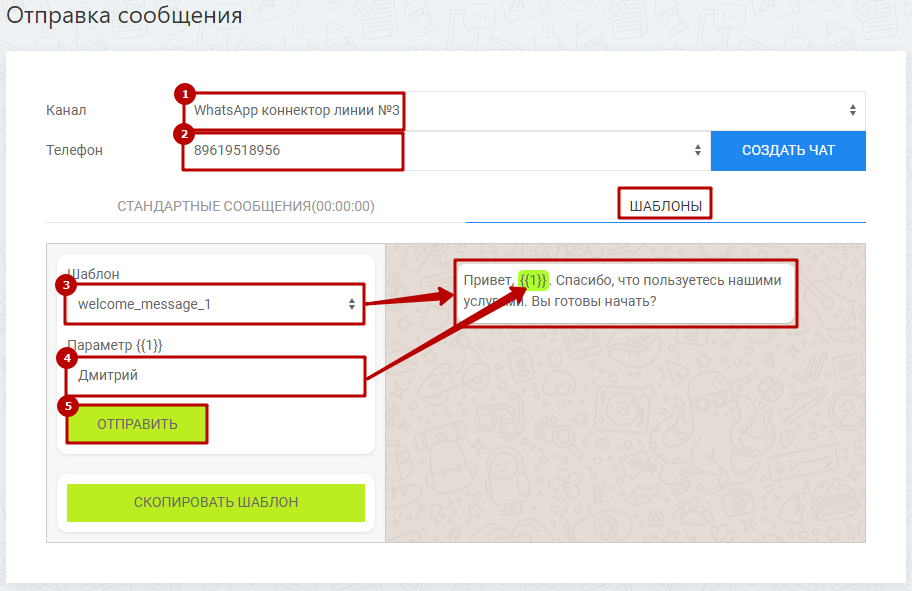 Отправка сообщения
1
Канал
WhatsApp коннектор линии №3
2
Телефон
89619518956
СОЗДАТЬ ЧАТ
СТАНДАРТНЫЕ СООБЩЕНИЯ(00:00:00)
ШАБЛОНЫ
Шаблон
3
welcome_message_1
Параметр {{1}}
4
Дмитрий
5
ОТПРАВИТЬ
СКОПИРОВАТЬ ШАБЛОН
Привет, {{1}}. Спасибо, что пользуетесь нашими
услугами. Вы готовы начать?